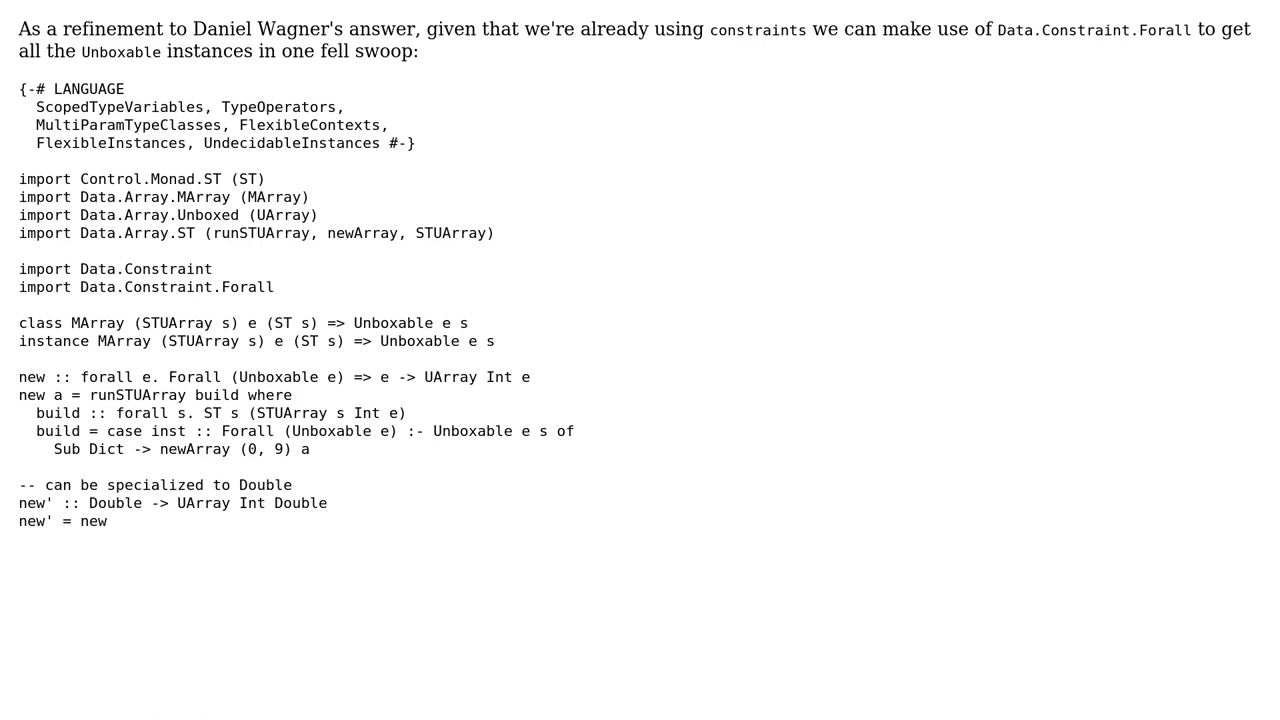 As a refinement to Daniel Wagner's answer, given that we're already using constraints we can make use of Data.Constraint.Forall to get
all the Unboxable instances in one fell swoop:
{-# LANGUAGE
  ScopedTypeVariables, TypeOperators,
  MultiParamTypeClasses, FlexibleContexts,
  FlexibleInstances, UndecidableInstances #-}

import Control.Monad.ST (ST)
import Data.Array.MArray (MArray)
import Data.Array.Unboxed (UArray)
import Data.Array.ST (runSTUArray, newArray, STUArray)

import Data.Constraint
import Data.Constraint.Forall

class MArray (STUArray s) e (ST s) => Unboxable e s
instance MArray (STUArray s) e (ST s) => Unboxable e s

new :: forall e. Forall (Unboxable e) => e -> UArray Int e
new a = runSTUArray build where
  build :: forall s. ST s (STUArray s Int e)
  build = case inst :: Forall (Unboxable e) :- Unboxable e s of
    Sub Dict -> newArray (0, 9) a

-- can be specialized to Double
new' :: Double -> UArray Int Double
new' = new